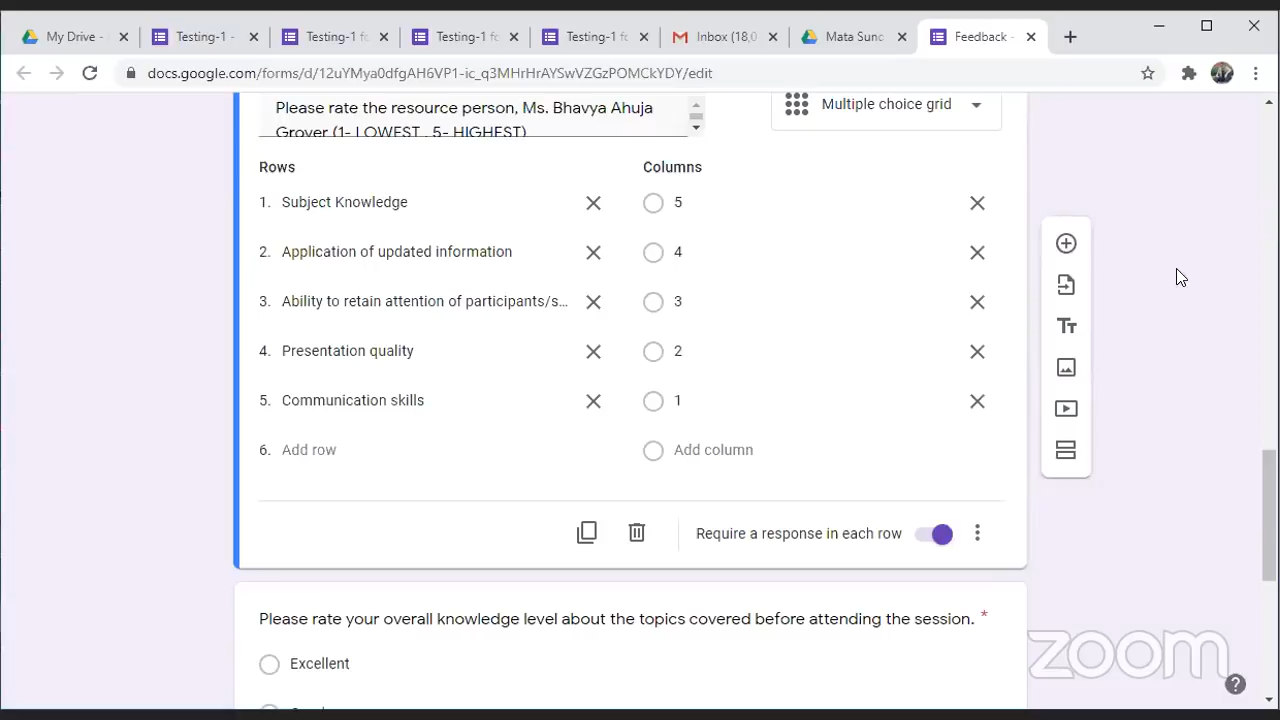 My Drive -
Testing-1 -
Testing-1 fo
Testing-1 fo
Testing-1 fo
Inbox (18,0
Mata Sund
Feedback -
docs.google.com/forms/d/12uYMya0dfgAH6VP1-ic_q3MHrHrAYSwVZGzPOMCkYDY/edit
Please rate the resource person, Ms. Bhavya Ahuja
Grover (1- LOWEST , 5- HIGHEST)
Multiple choice grid
Rows
Columns
1. Subject Knowledge
5
2. Application of updated information
4
3. Ability to retain attention of participants/s...
3
4. Presentation quality
2
5. Communication skills
1
6. Add row
Add column
Require a response in each row
Please rate your overall knowledge level about the topics covered before attending the session. *
Excellent
zoom